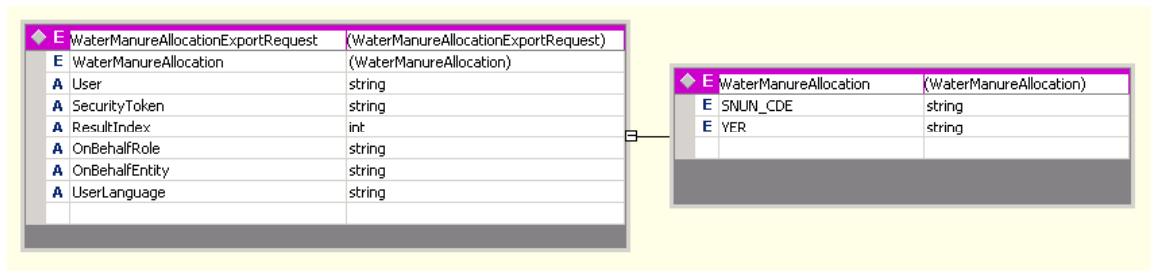 E WaterManureAllocationExportRequest (WaterManureAllocationExportRequest)
E WaterManureAllocation (WaterManureAllocation)
A User string
A SecurityToken string
A ResultIndex int
A OnBehalfRole string
A OnBehalfEntity string
A UserLanguage string
E WaterManureAllocation (WaterManureAllocation)
E SNUN_CDE string
E YER string